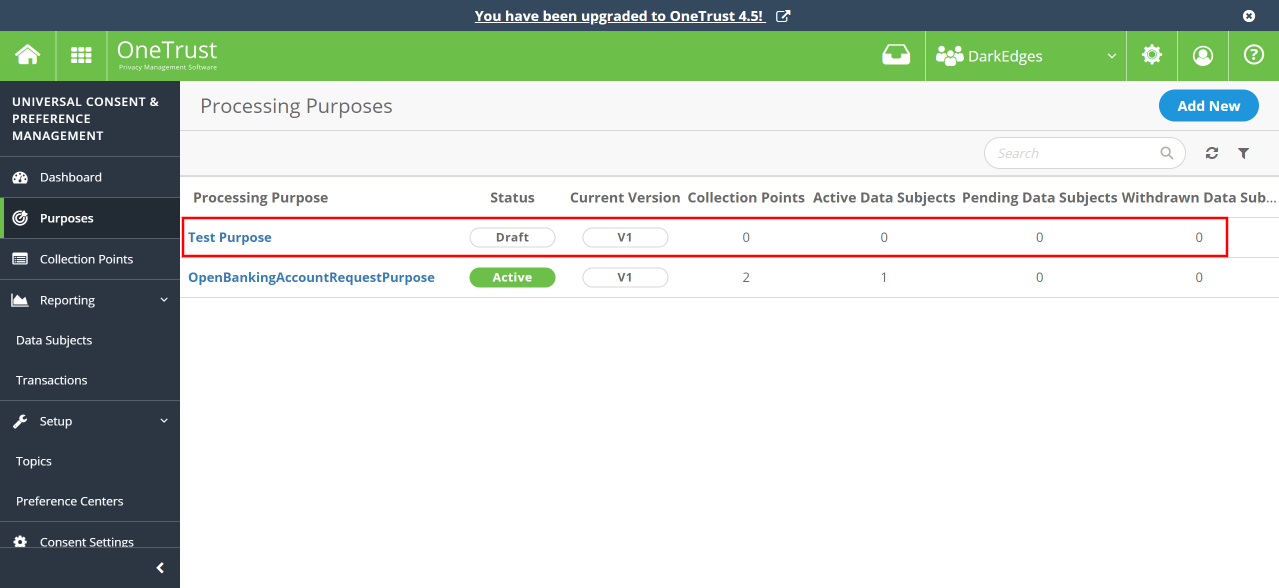 You have been upgraded to OneTrust 4.5!
OneTrust
Privacy Management Software
DarkEdges
UNIVERSAL CONSENT &
PREFERENCE
MANAGEMENT
Dashboard
Purposes
Collection Points
Reporting
Data Subjects
Transactions
Setup
Topics
Preference Centers
Consent Settings
Processing Purposes
Add New
Search
Processing Purpose Status Current Version Collection Points Active Data Subjects Pending Data Subjects Withdrawn Data Sub...
Test Purpose Draft V1 0 0 0 0
OpenBankingAccountRequestPurpose Active V1 2 1 0 0